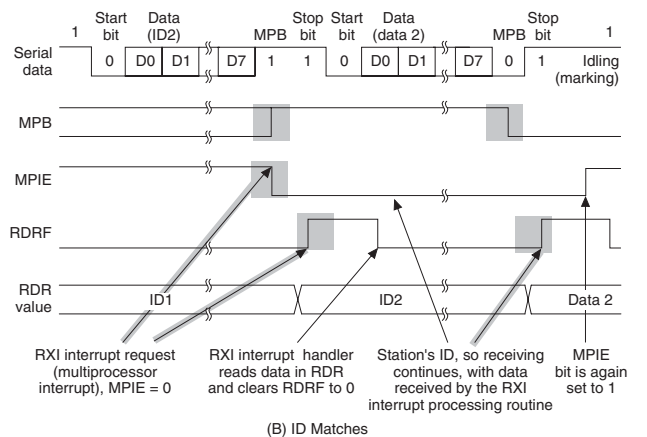 1 Start bit Data (ID2) MPB Stop bit Start bit Data (data 2) MPB Stop bit 1
Serial data 0 D0 D1 D7 1 1 0 D0 D1 D7 0 1 Idling (marking)
MPB
MPIE
RDRF
RDR value ID1 ID2 Data 2
RXI interrupt request
(multiprocessor
interrupt), MPIE = 0
RXI interrupt handler
reads data in RDR
and clears RDRF to 0
Station's ID, so receiving
continues, with data
received by the RXI
interrupt processing routine
MPIE
bit is again
set to 1
(B) ID Matches